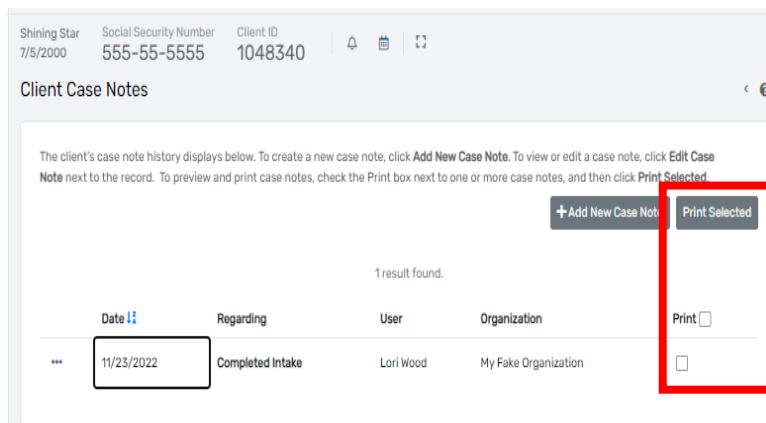 Shining Star Social Security Number Client ID
7/5/2000 555-55-5555 1048340
Client Case Notes
The client's case note history displays below. To create a new case note, click Add New Case Note. To view or edit a case note, click Edit Case
Note next to the record. To preview and print case notes, check the Print box next to one or more case notes, and then click Print Selected.
+Add New Case Note Print Selected
1 result found.
Date Regarding User Organization Print
... 11/23/2022 Completed Intake Lori Wood My Fake Organization